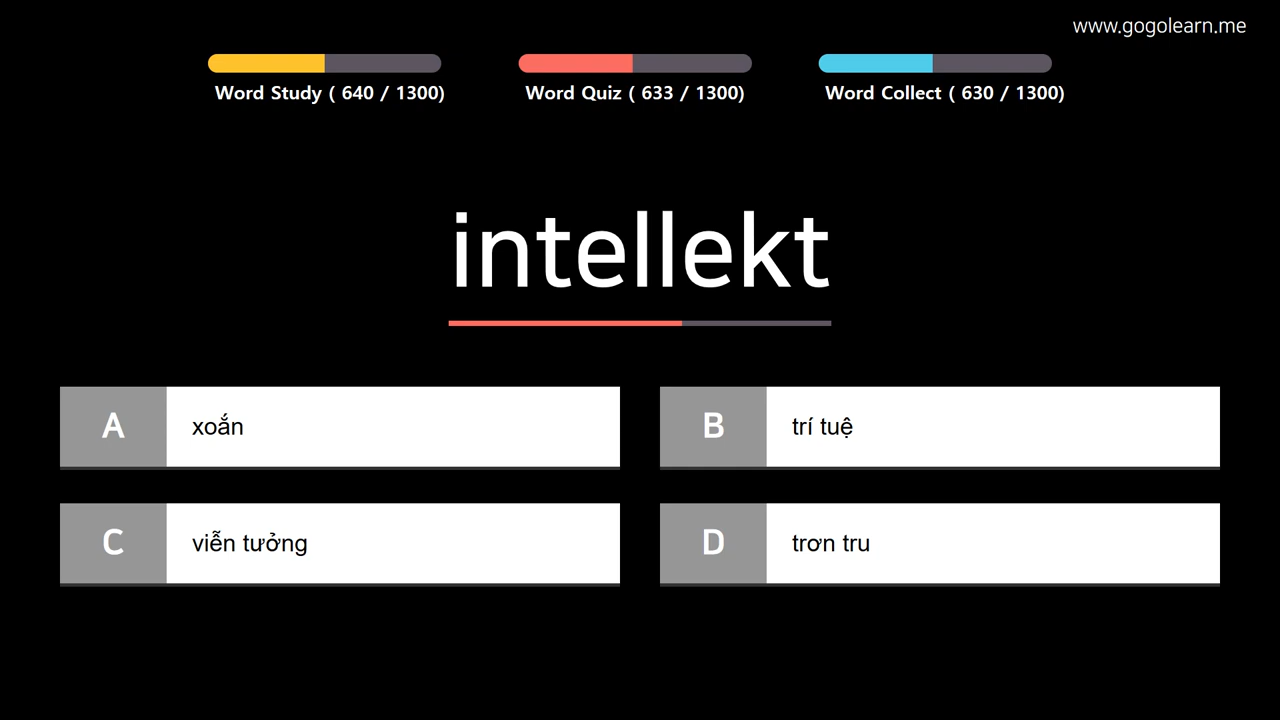 www.gogolearn.me
Word Study ( 640 / 1300)
Word Quiz ( 633 / 1300)
Word Collect ( 630 / 1300)
intellekt
A xoắn
B trí tuệ
C viễn tưởng
D trơn tru